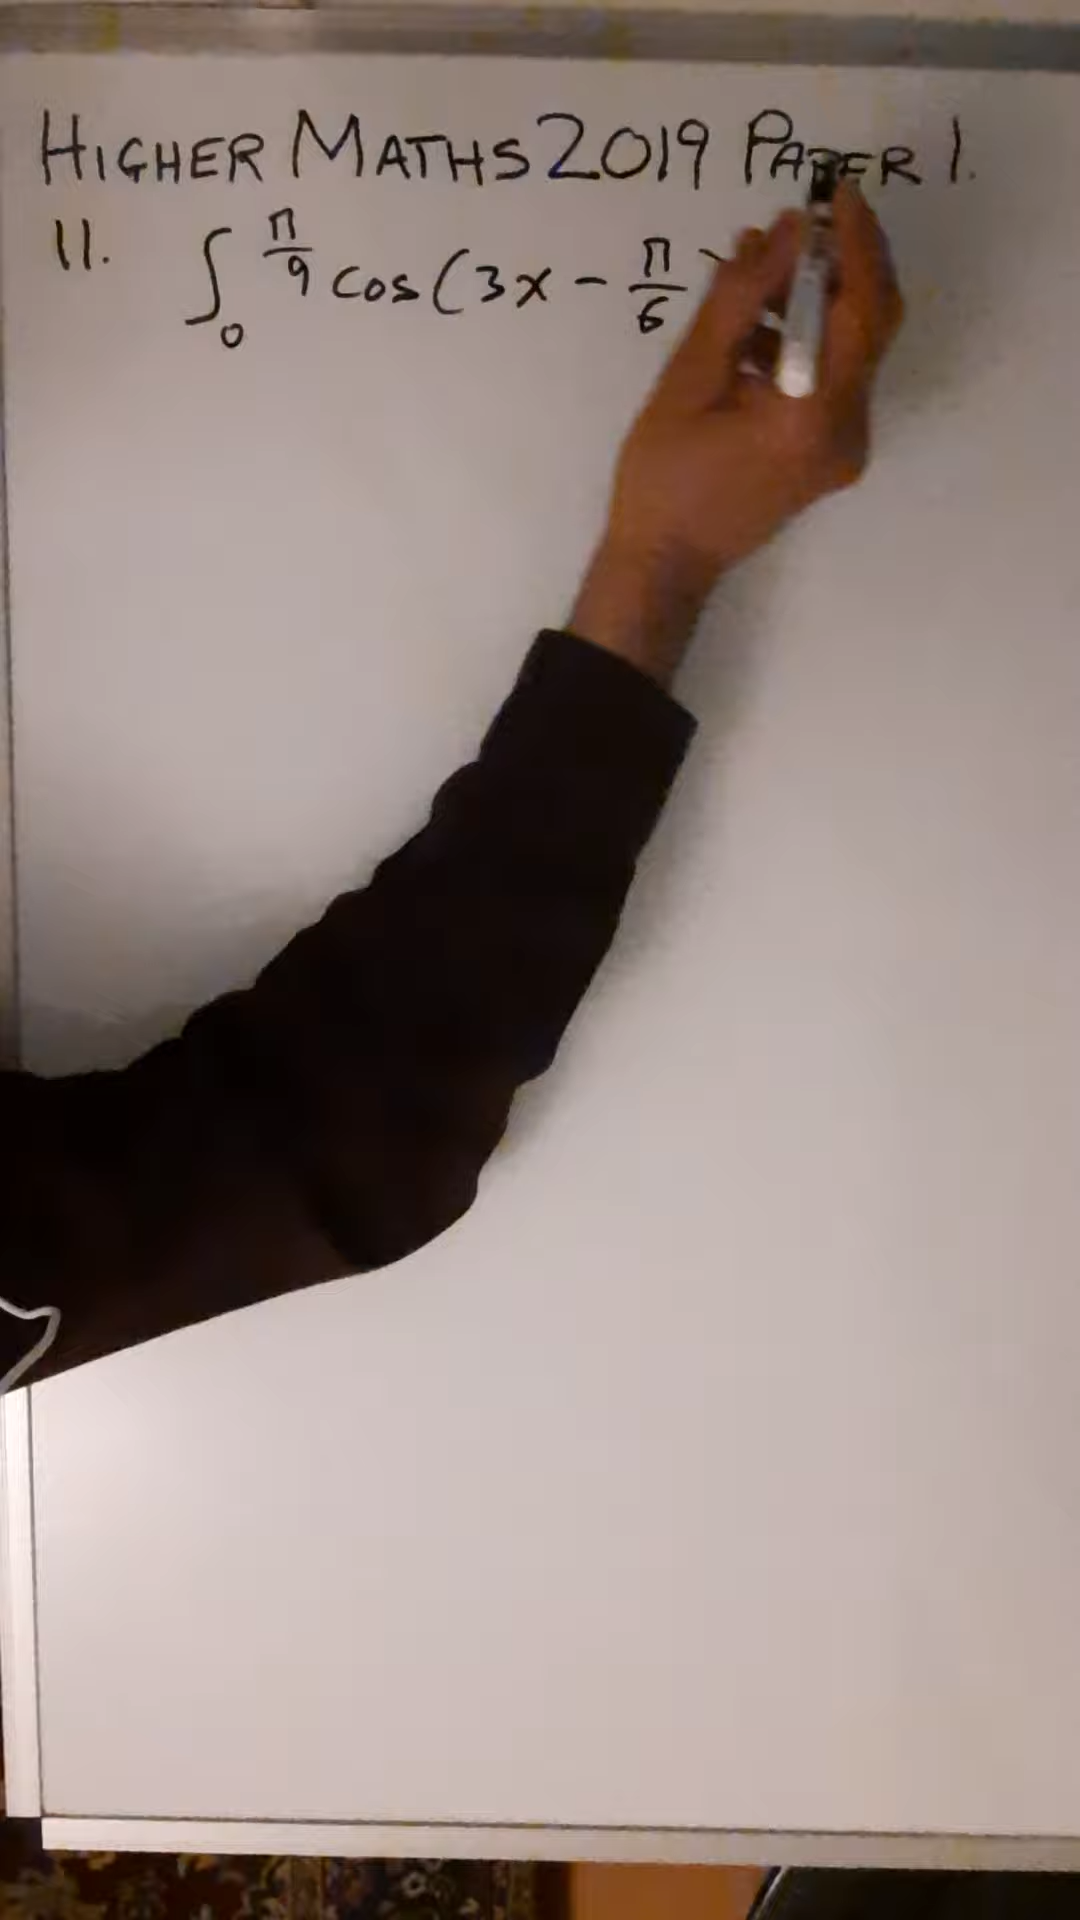 HIGHER MATHS 2019 PAPER 1.
11. ∫₀^(π/9) cos(3x - π/6